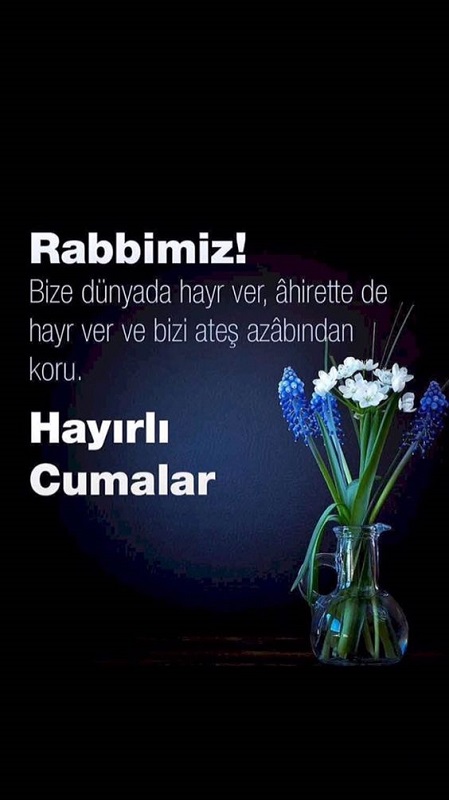 Rabbimiz!
Bize dünyada hayr ver, âhirette de
hayr ver ve bizi ateş azâbından
koru.
Hayırlı
Cumalar